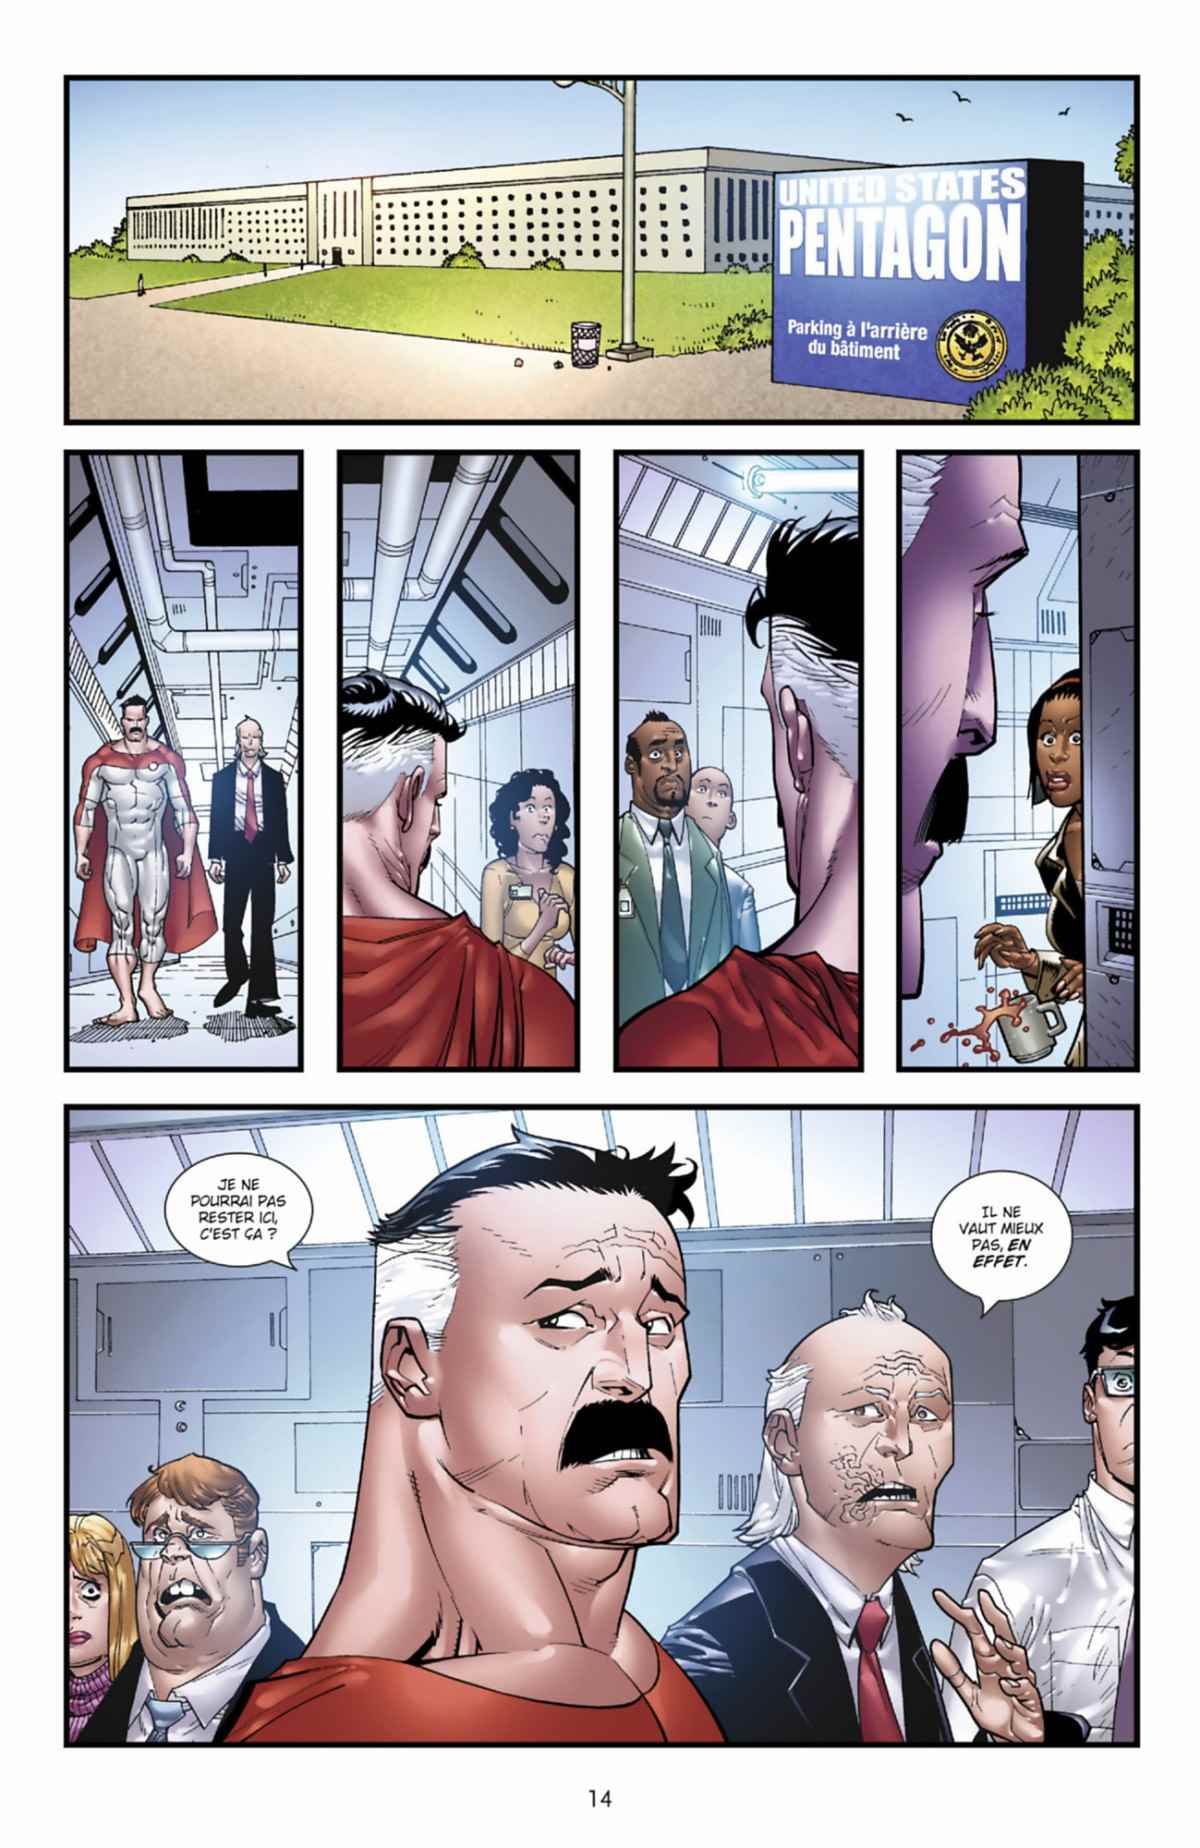 UNITED STATES
PENTAGON
Parking à l'arrière
du bâtiment
JE NE
POURRAI PAS
RESTER ICI,
C'EST ÇA ?
IL NE
VAUT MIEUX
PAS, EN
EFFET.
14